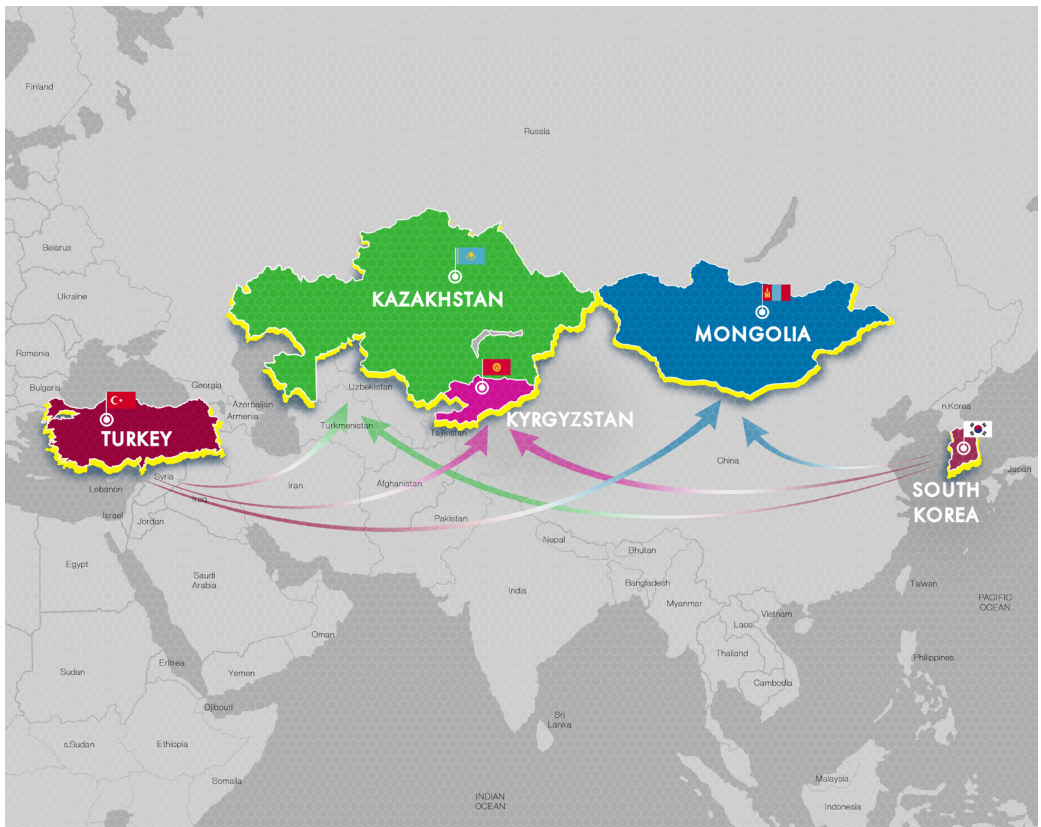 Finland
Russia
Belarus
Ukraine
KAZAKHSTAN
MONGOLIA
Romania
Bulgaria
Georgia
Uzbekistan
Azerbaijan
Armenia
n.Korea
TURKEY
Turkmenistan
KYRGYZSTAN
Tajikistan
China
Japan
Syria
Lebanon
Iraq
Iran
Afghanistan
SOUTH
KOREA
Israel
Jordan
Pakistan
Nepal
Bhutan
Egypt
Saudi
Arabia
India
Bangladesh
Taiwan
Myanmar
PACIFIC
OCEAN
Vietnam
Laos
Oman
Thailand
Philippines
Eritrea
Sudan
Yemen
Cambodia
Djibouti
Sri
Lanka
s.Sudan
Ethiopia
Somalia
Malaysia
INDIAN
OCEAN
Indonesia